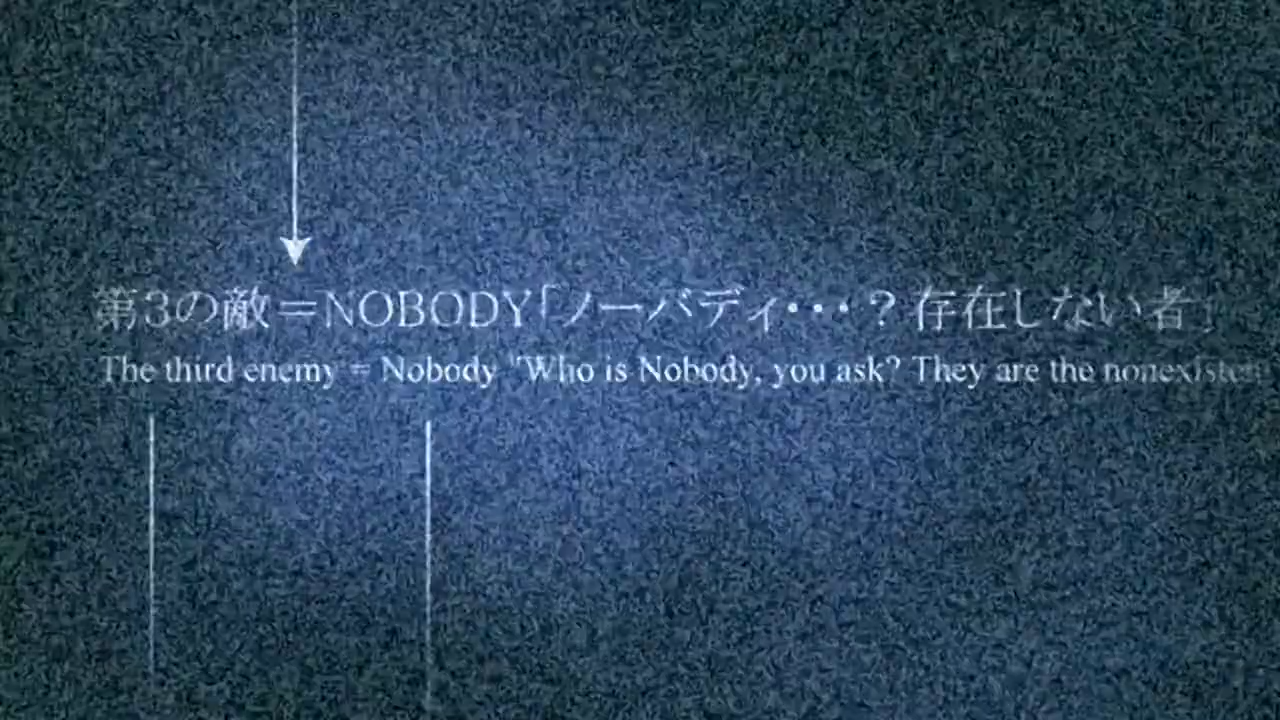 第3の敵＝NOBODY「ノーバディ・・・？存在しない者」
The third enemy = Nobody "Who is Nobody, you ask? They are the nonexistent